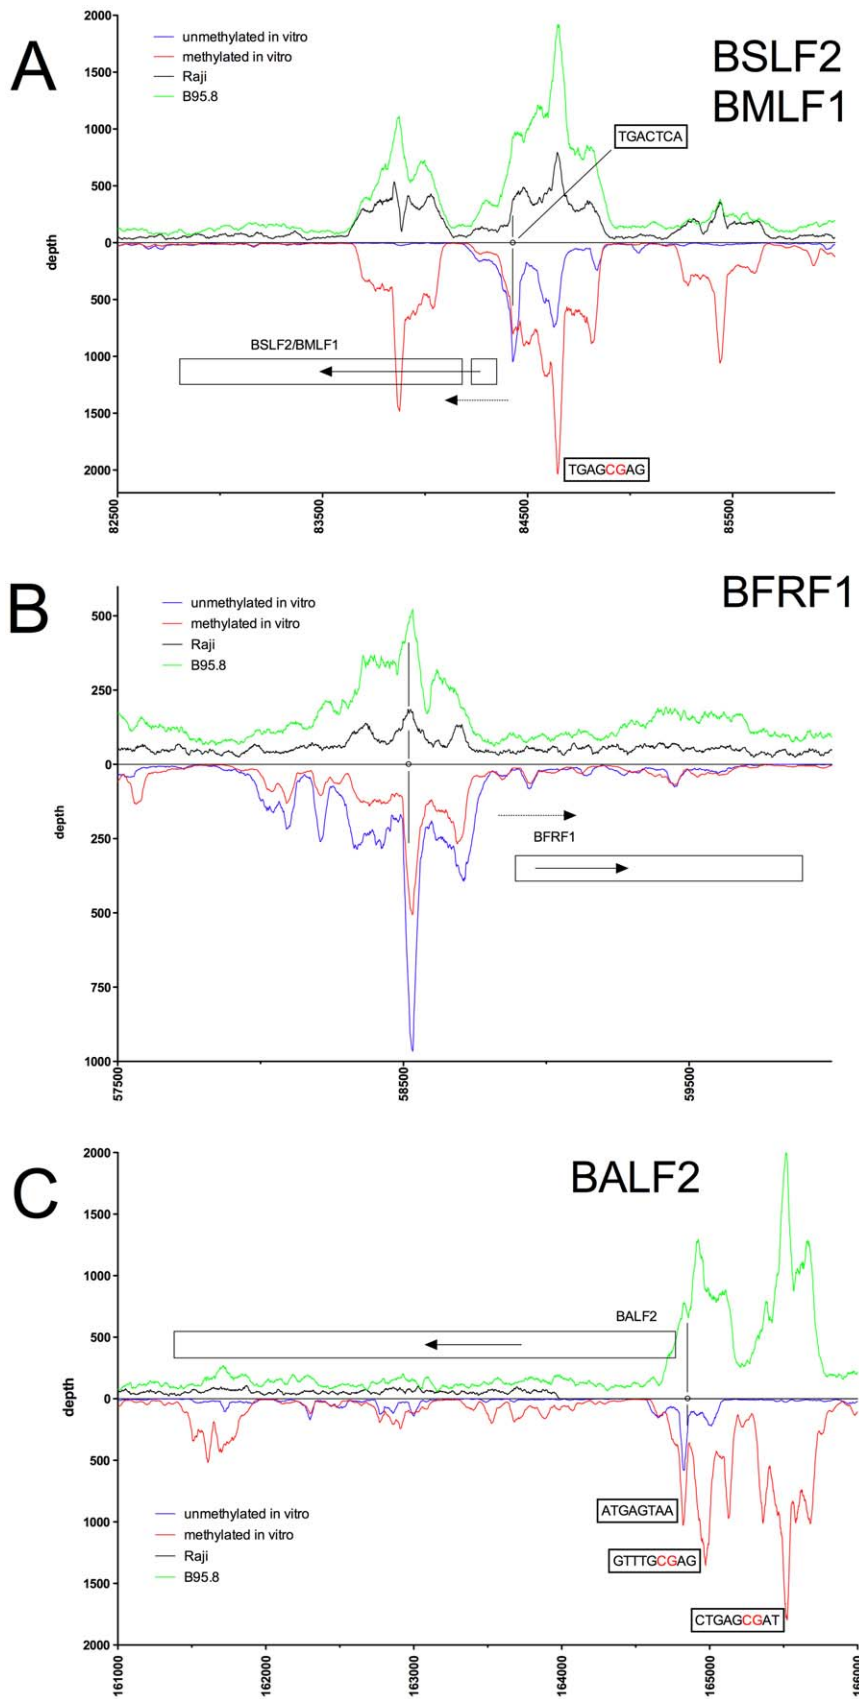 A
BSLF2
BMLF1
2000
1500
1000
500
0
500
1000
1500
2000
depth
unmethylated in vitro
methylated in vitro
Raji
B95.8
TGACTCA
BSLF2/BMLF1
TGAGCGAG
82500
83500
84500
85500
B
BFRF1
500
250
0
250
500
750
1000
depth
unmethylated in vitro
methylated in vitro
Raji
B95.8
BFRF1
57500
58500
59500
C
BALF2
2000
1500
1000
500
0
500
1000
1500
2000
depth
BALF2
unmethylated in vitro
methylated in vitro
Raji
B95.8
ATGAGTAA
GTTTGCGAG
CTGAGCGAT
161000
162000
163000
164000
165000
166000